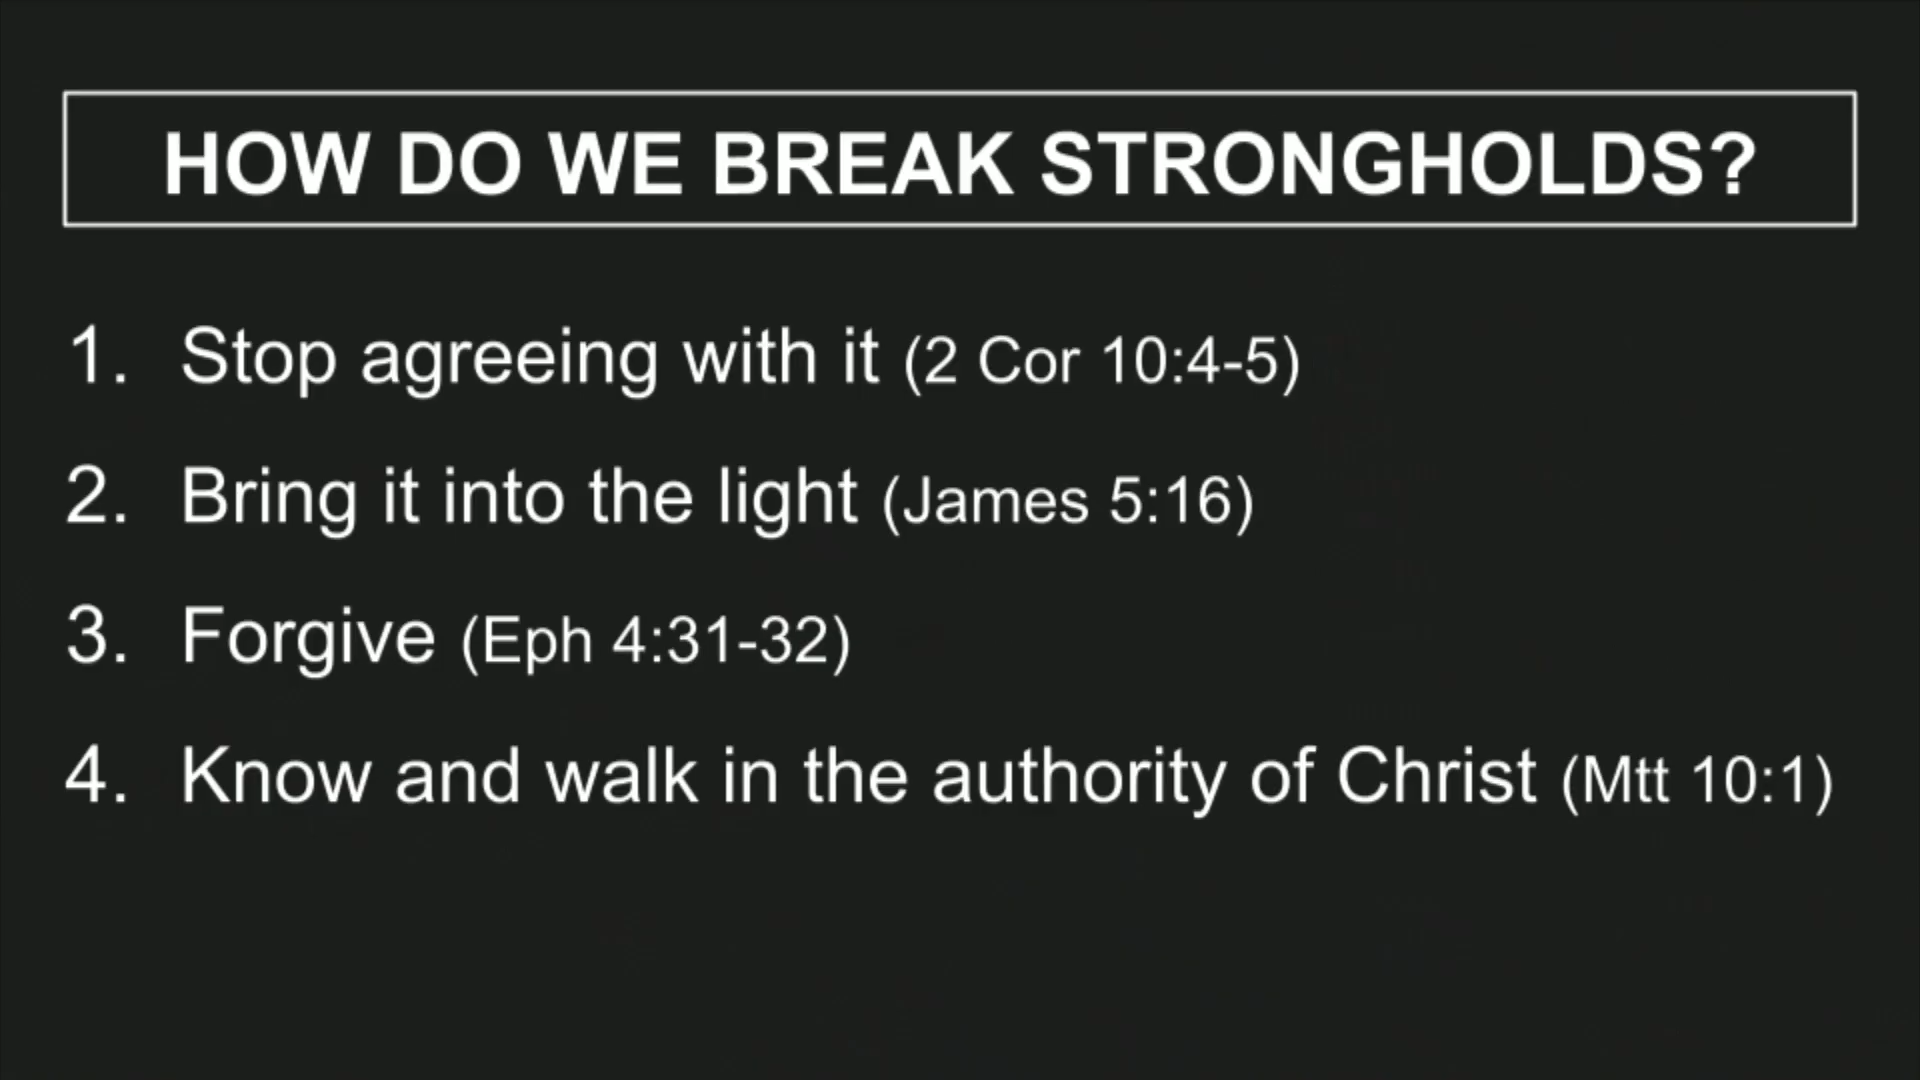 HOW DO WE BREAK STRONGHOLDS?
1. Stop agreeing with it (2 Cor 10:4-5)
2. Bring it into the light (James 5:16)
3. Forgive (Eph 4:31-32)
4. Know and walk in the authority of Christ (Mtt 10:1)